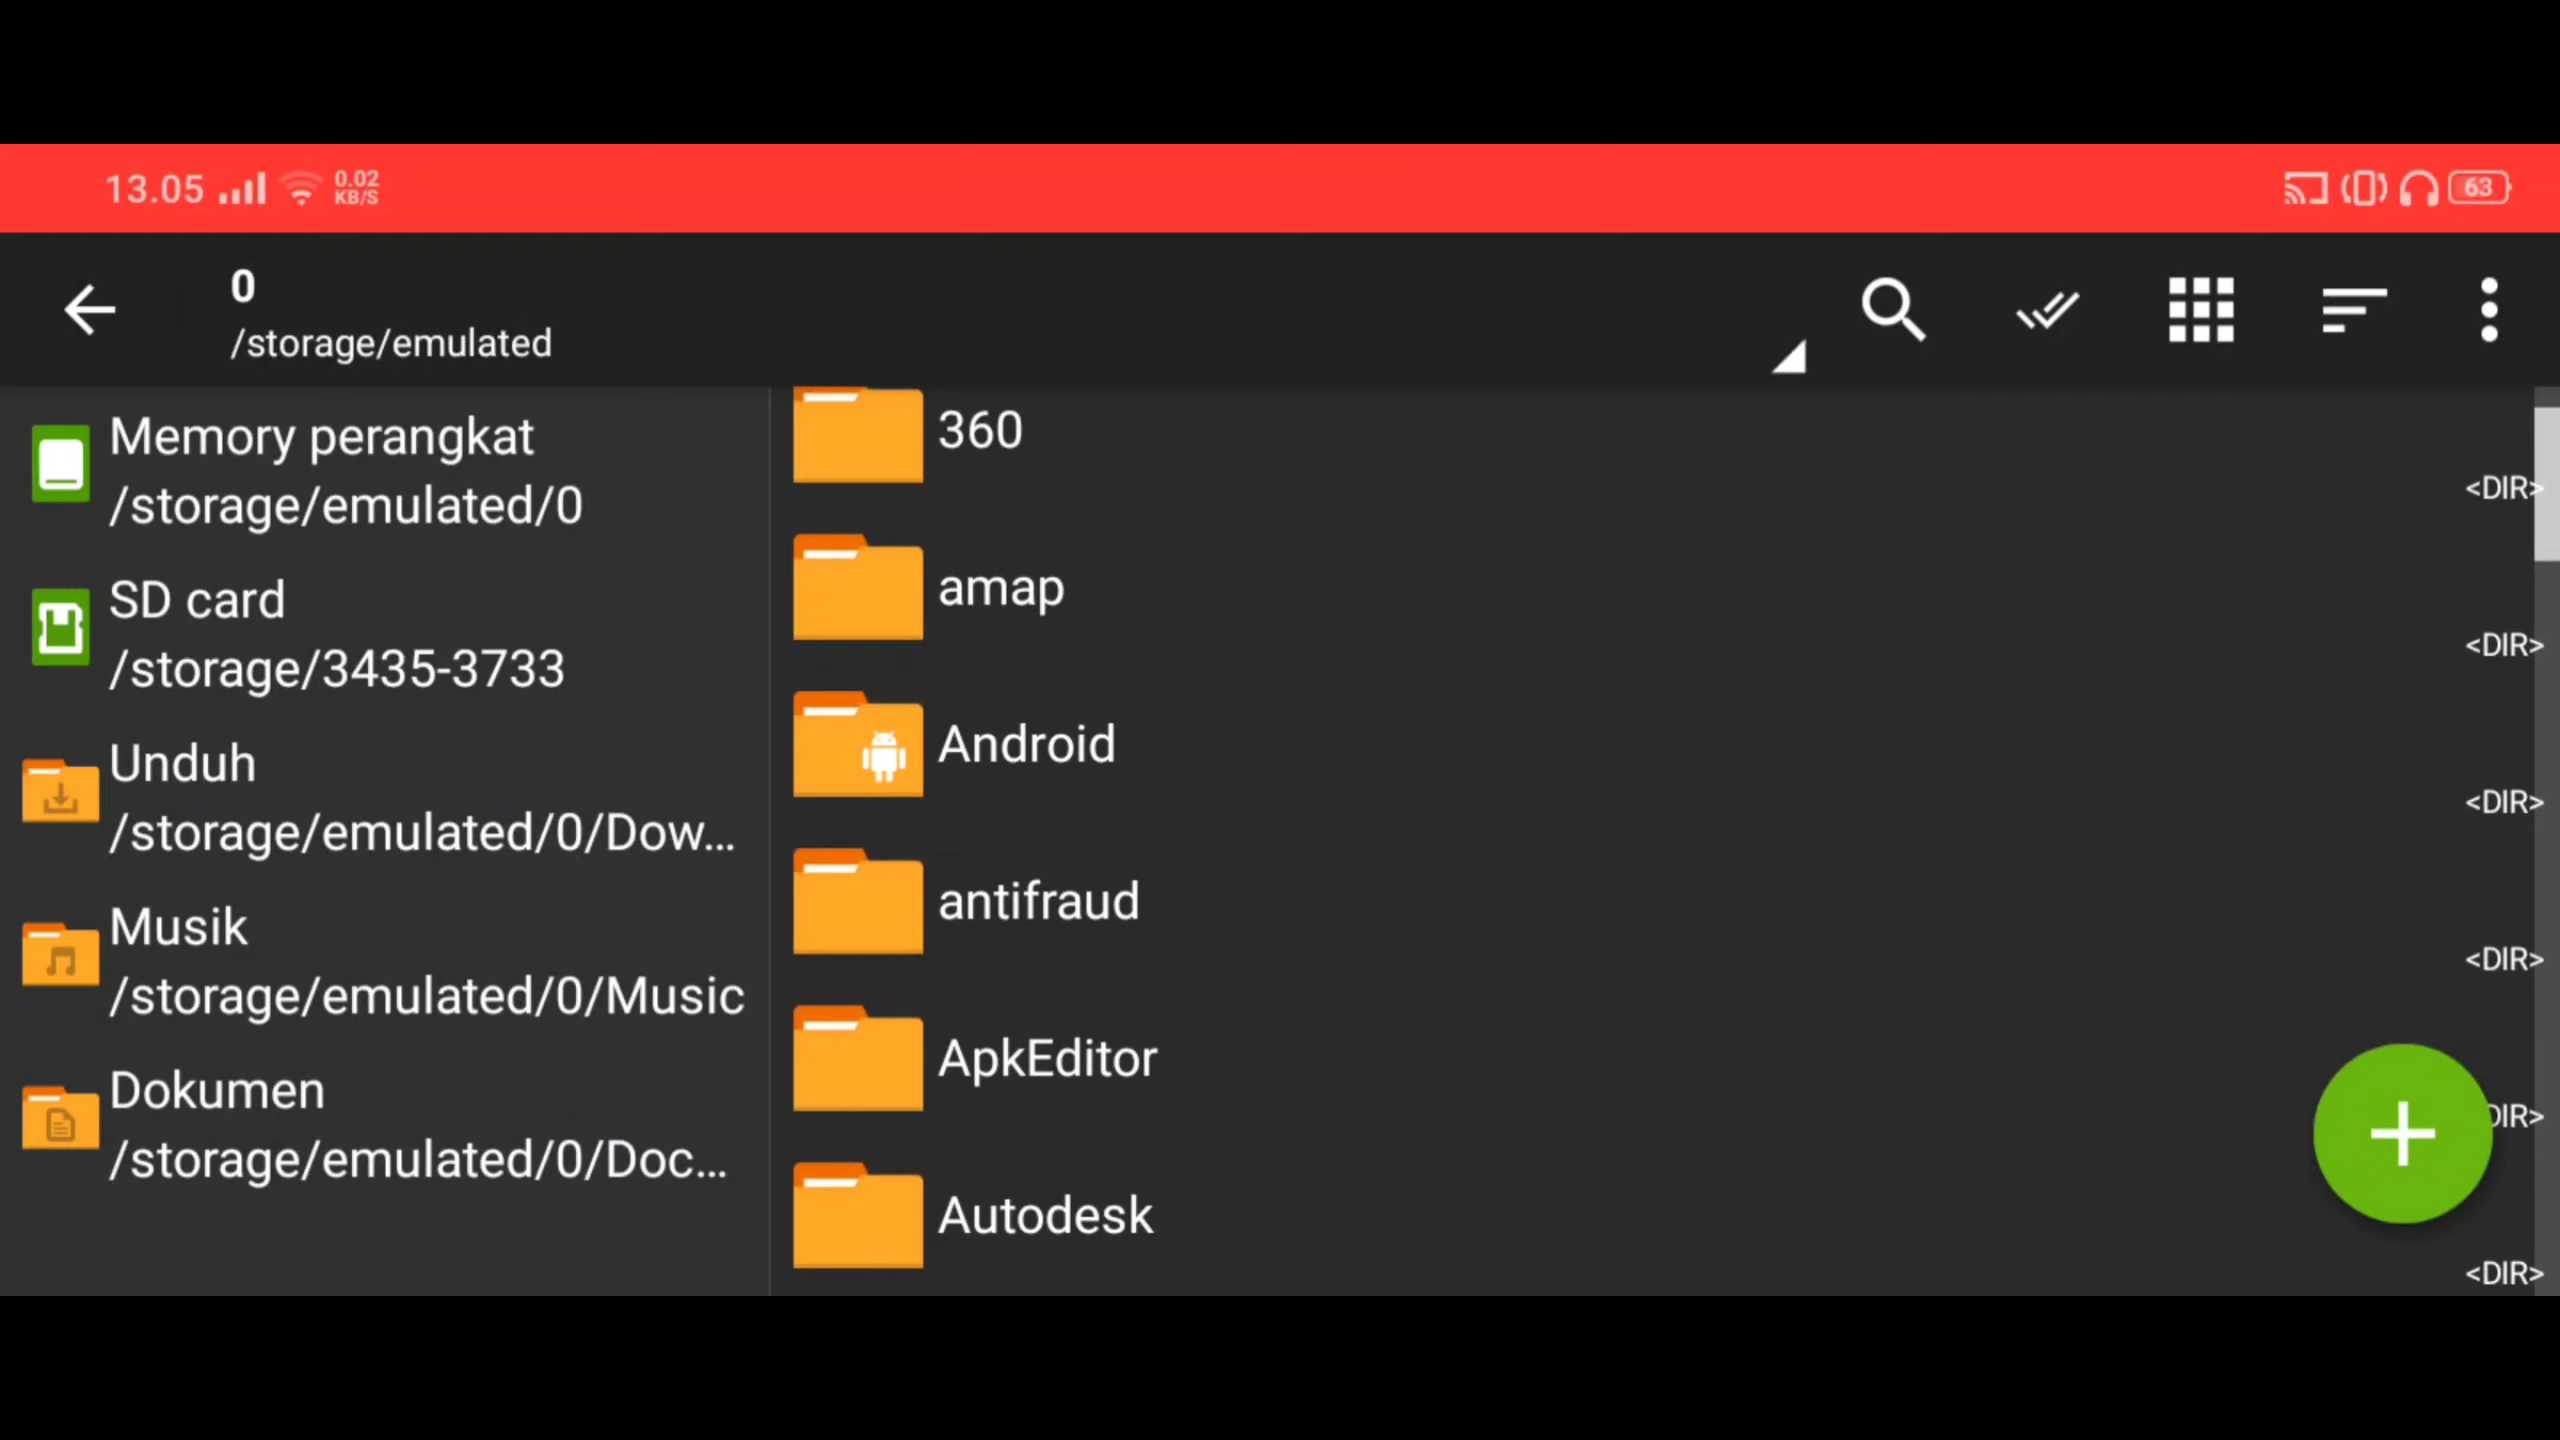 13.05
0.02
KB/S
63
0
/storage/emulated
Memory perangkat
/storage/emulated/0
SD card
/storage/3435-3733
Unduh
/storage/emulated/0/Dow...
Musik
/storage/emulated/0/Music
Dokumen
/storage/emulated/0/Doc...
360
<DIR>
amap
<DIR>
Android
<DIR>
antifraud
<DIR>
ApkEditor
DIR>
Autodesk
<DIR>